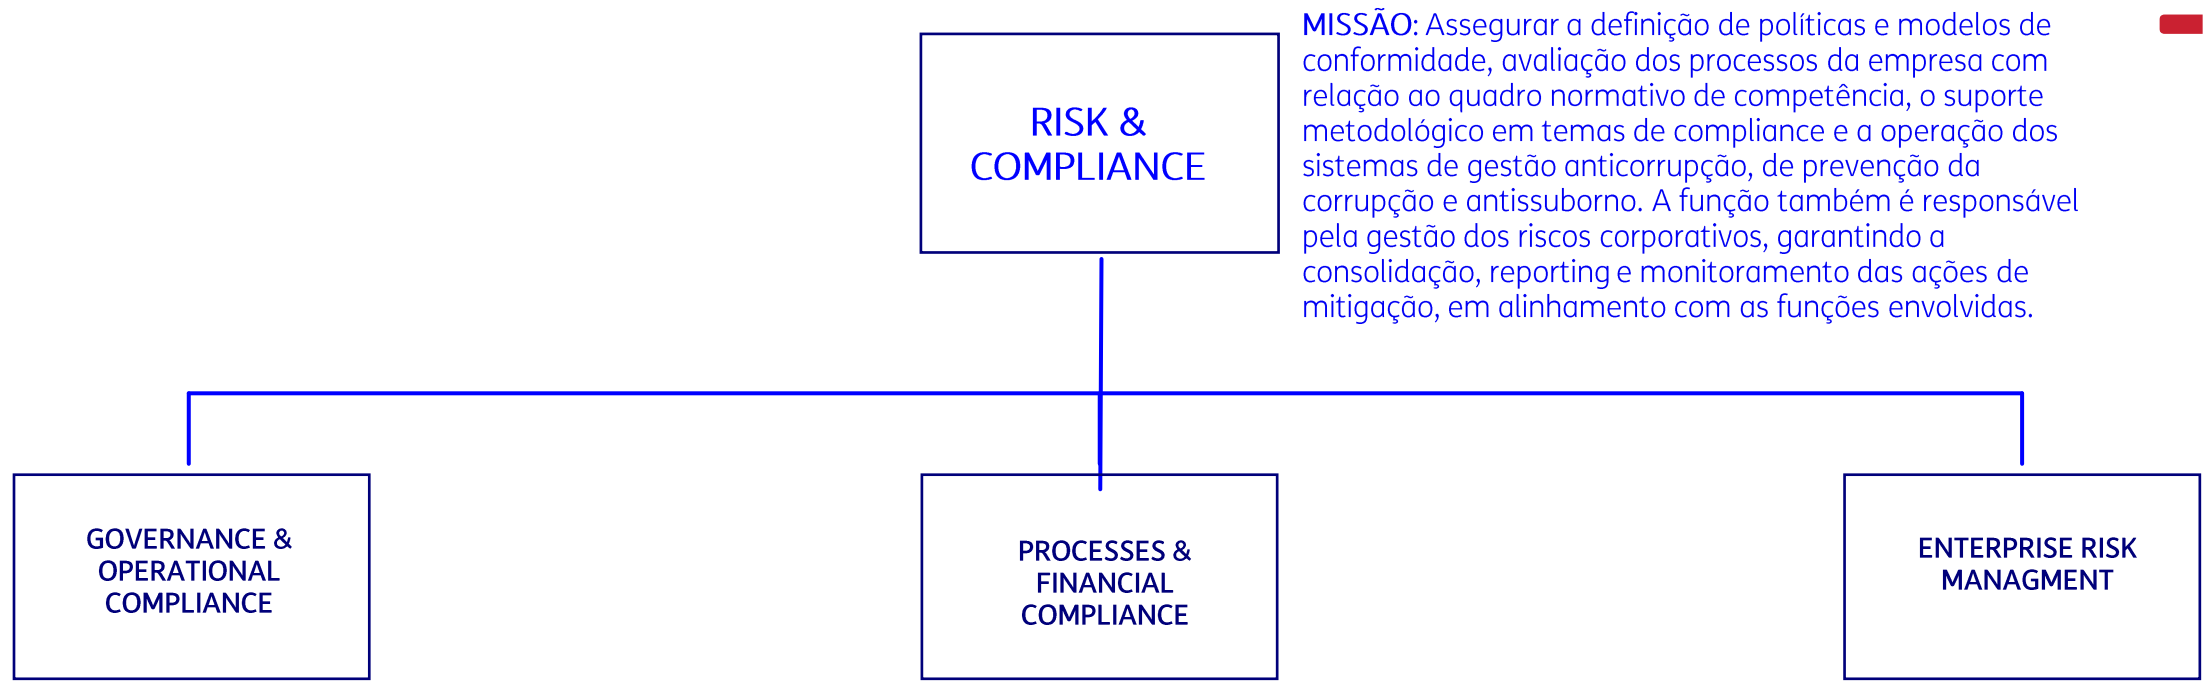 RISK &
COMPLIANCE
MISSÃO: Assegurar a definição de políticas e modelos de
conformidade, avaliação dos processos da empresa com
relação ao quadro normativo de competência, o suporte
metodológico em temas de compliance e a operação dos
sistemas de gestão anticorrupção, de prevenção da
corrupção e antissuborno. A função também é responsável
pela gestão dos riscos corporativos, garantindo a
consolidação, reporting e monitoramento das ações de
mitigação, em alinhamento com as funções envolvidas.
GOVERNANCE &
OPERATIONAL
COMPLIANCE
PROCESSES &
FINANCIAL
COMPLIANCE
ENTERPRISE RISK
MANAGMENT